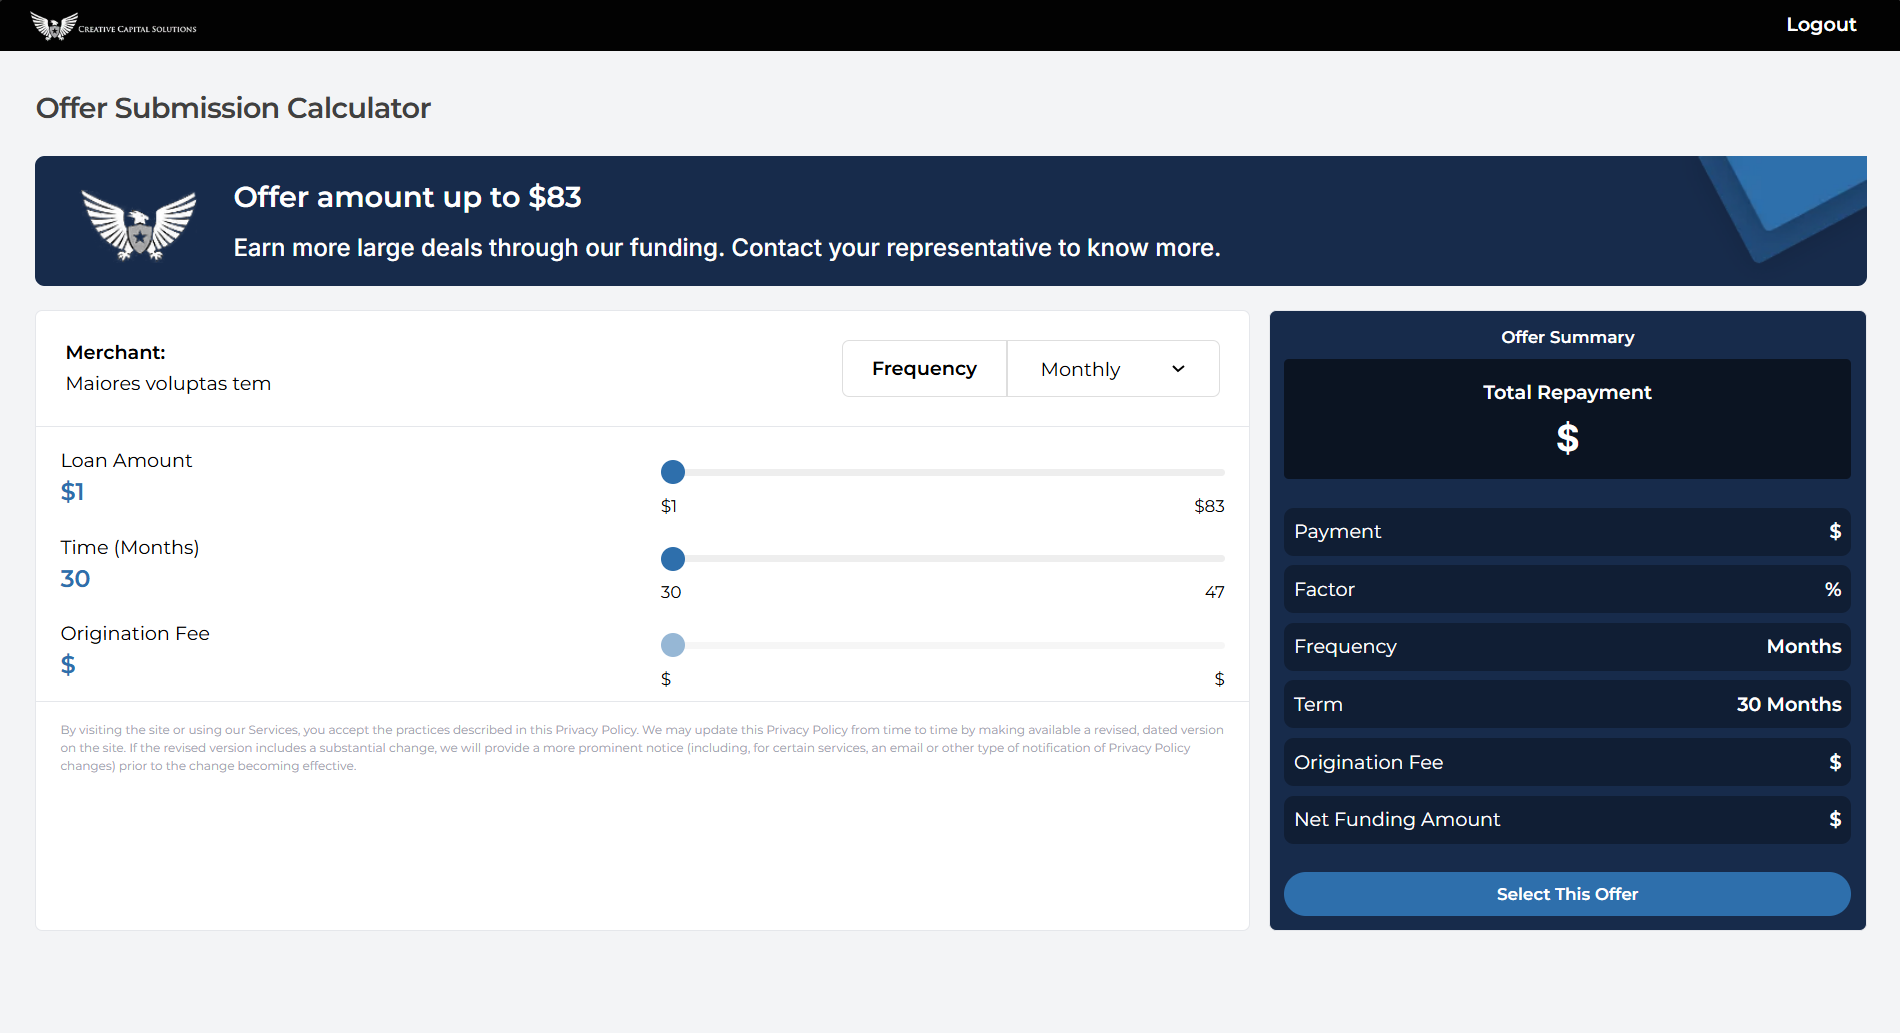 CREATIVE CAPITAL SOLUTIONS
Logout
Offer Submission Calculator
Offer amount up to $83
Earn more large deals through our funding. Contact your representative to know more.
Merchant:
Maiores voluptas tem
Frequency
Monthly
Loan Amount
$1
$1
$83
Time (Months)
30
30
47
Origination Fee
$
$
$
By visiting the site or using our Services, you accept the practices described in this Privacy Policy. We may update this Privacy Policy from time to time by making available a revised, dated version
on the site. If the revised version includes a substantial change, we will provide a more prominent notice (including, for certain services, an email or other type of notification of Privacy Policy
changes) prior to the change becoming effective.
Offer Summary
Total Repayment
$
Payment $
Factor %
Frequency Months
Term 30 Months
Origination Fee $
Net Funding Amount $
Select This Offer